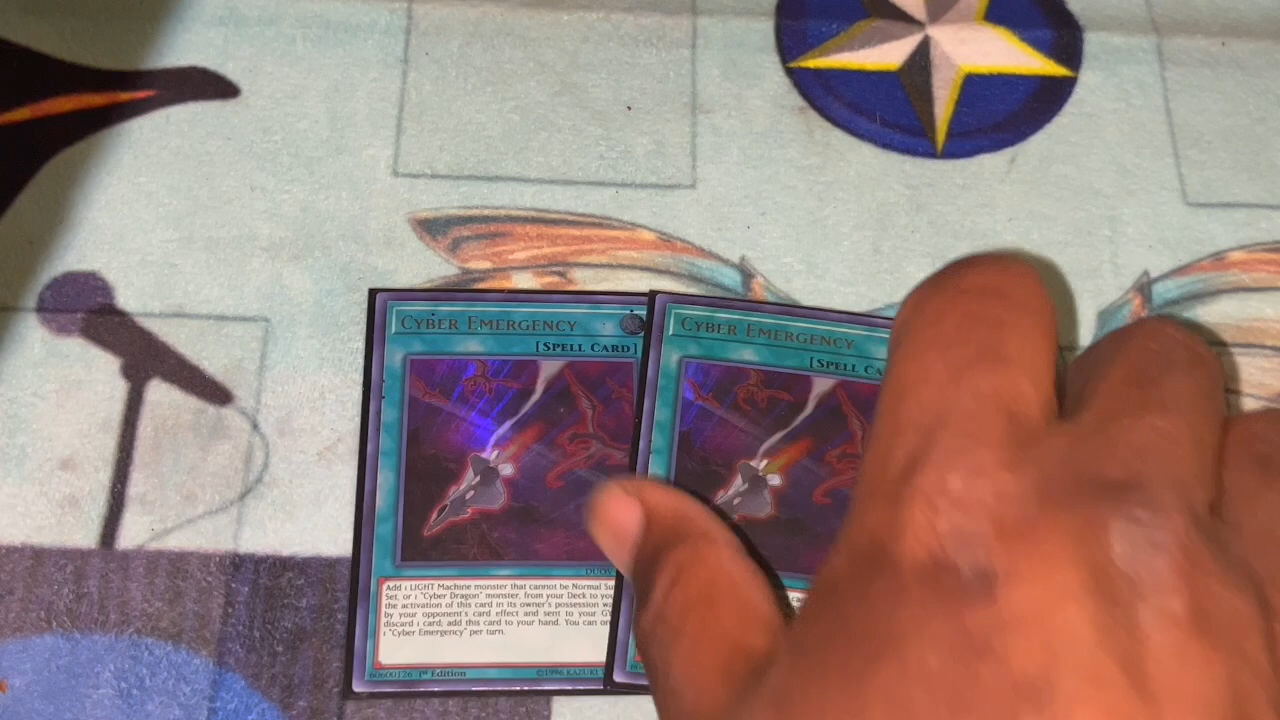 CYBER EMERGENCY
[SPELL CARD]
DUOV
Add 1 LIGHT Machine monster that cannot be Normal Su
Set, or 1 "Cyber Dragon" monster, from your Deck to you
the activation of this card in its owner's possession wa
by your opponent's card effect and sent to your G
discard 1 card; add this card to your hand. You can on
1 "Cyber Emergency" per turn.
60600126 1st Edition
©1996 KAZUKI
CYBER EMERGENCY
[SPELL CA